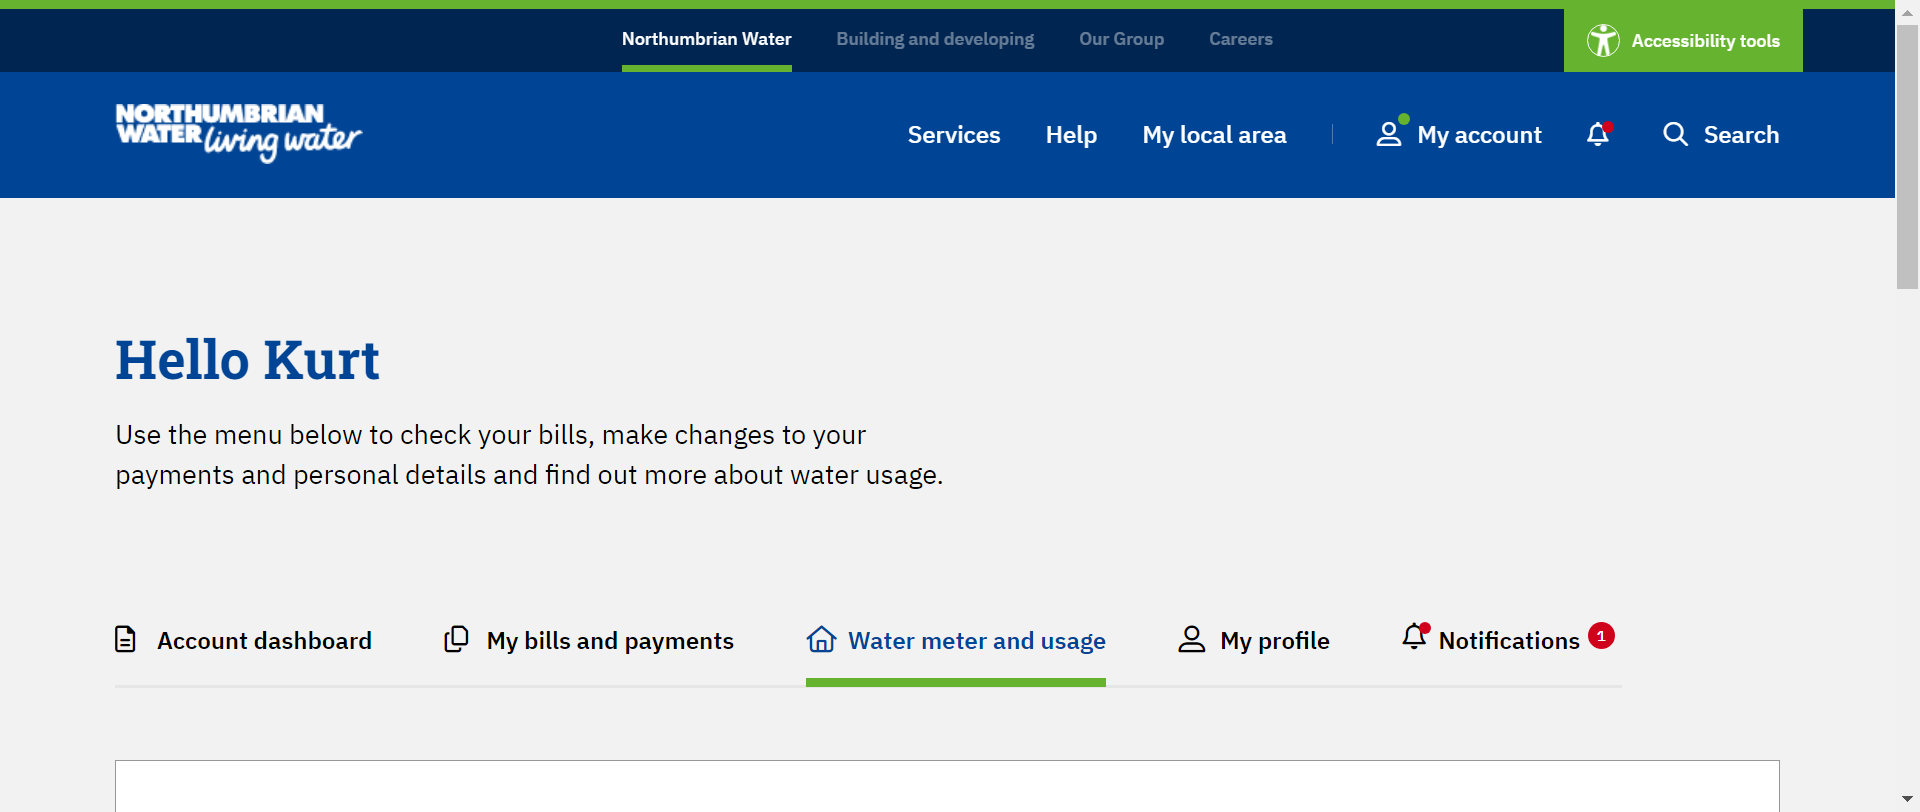 Northumbrian Water
Building and developing
Our Group
Careers
Accessibility tools
NORTHUMBRIAN
WATER living water
Services
Help
My local area
My account
Search
Hello Kurt
Use the menu below to check your bills, make changes to your
payments and personal details and find out more about water usage.
Account dashboard
My bills and payments
Water meter and usage
My profile
Notifications 1